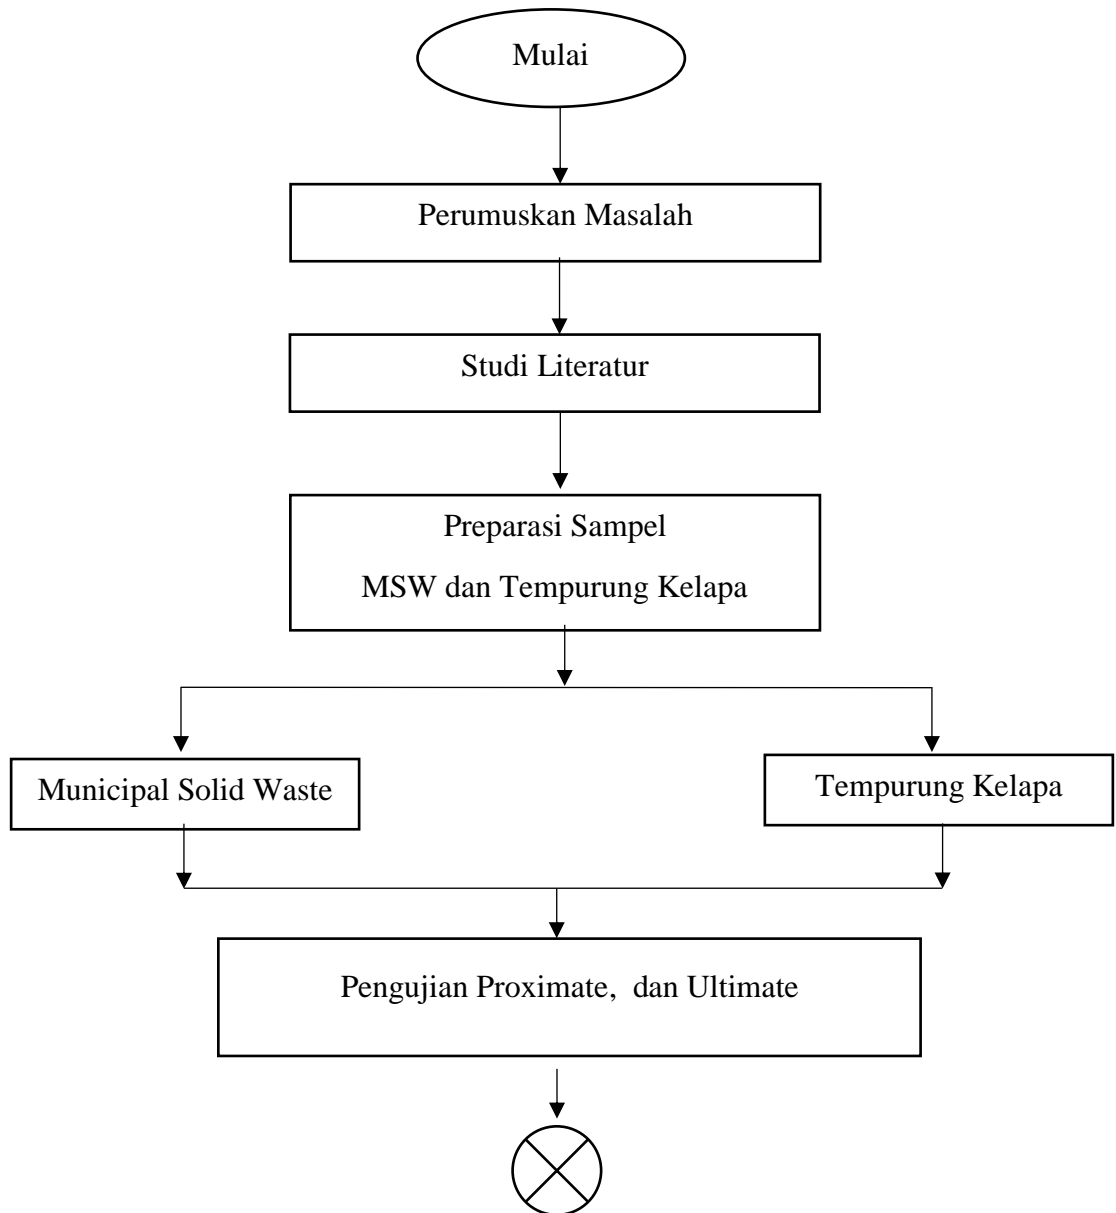 Mulai
Perumuskan Masalah
Studi Literatur
Preparasi Sampel
MSW dan Tempurung Kelapa
Municipal Solid Waste
Tempurung Kelapa
Pengujian Proximate,  dan Ultimate